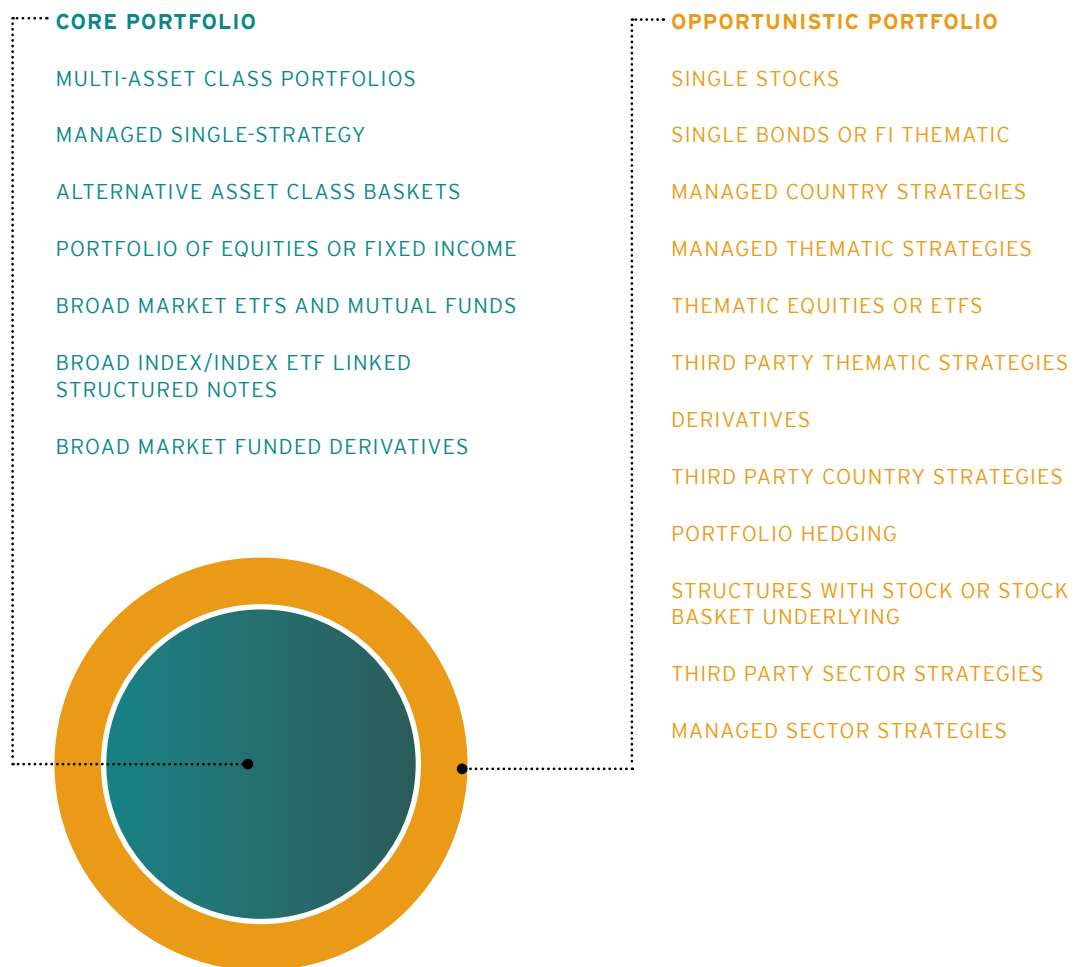 CORE PORTFOLIO
MULTI-ASSET CLASS PORTFOLIOS
MANAGED SINGLE-STRATEGY
ALTERNATIVE ASSET CLASS BASKETS
PORTFOLIO OF EQUITIES OR FIXED INCOME
BROAD MARKET ETFS AND MUTUAL FUNDS
BROAD INDEX/INDEX ETF LINKED
STRUCTURED NOTES
BROAD MARKET FUNDED DERIVATIVES
OPPORTUNISTIC PORTFOLIO
SINGLE STOCKS
SINGLE BONDS OR FI THEMATIC
MANAGED COUNTRY STRATEGIES
MANAGED THEMATIC STRATEGIES
THEMATIC EQUITIES OR ETFS
THIRD PARTY THEMATIC STRATEGIES
DERIVATIVES
THIRD PARTY COUNTRY STRATEGIES
PORTFOLIO HEDGING
STRUCTURES WITH STOCK OR STOCK
BASKET UNDERLYING
THIRD PARTY SECTOR STRATEGIES
MANAGED SECTOR STRATEGIES